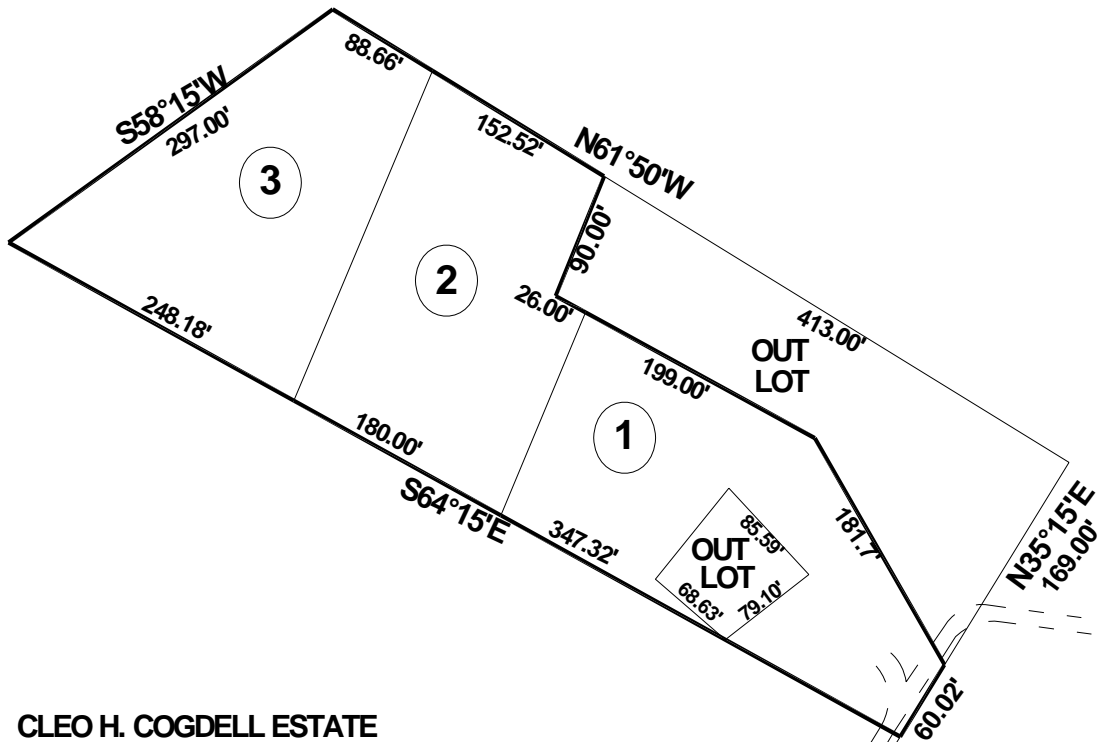 88.66'
S58°15'W
297.00'
152.52'
N61°50'W
3
90.00'
2
26.00'
248.18'
413.00'
OUT
LOT
199.00'
1
180.00'
S64°15'E
347.32'
85.59'
OUT
LOT
68.63'
79.10'
181.7'
N35°15'E
169.00'
60.02'
CLEO H. COGDELL ESTATE